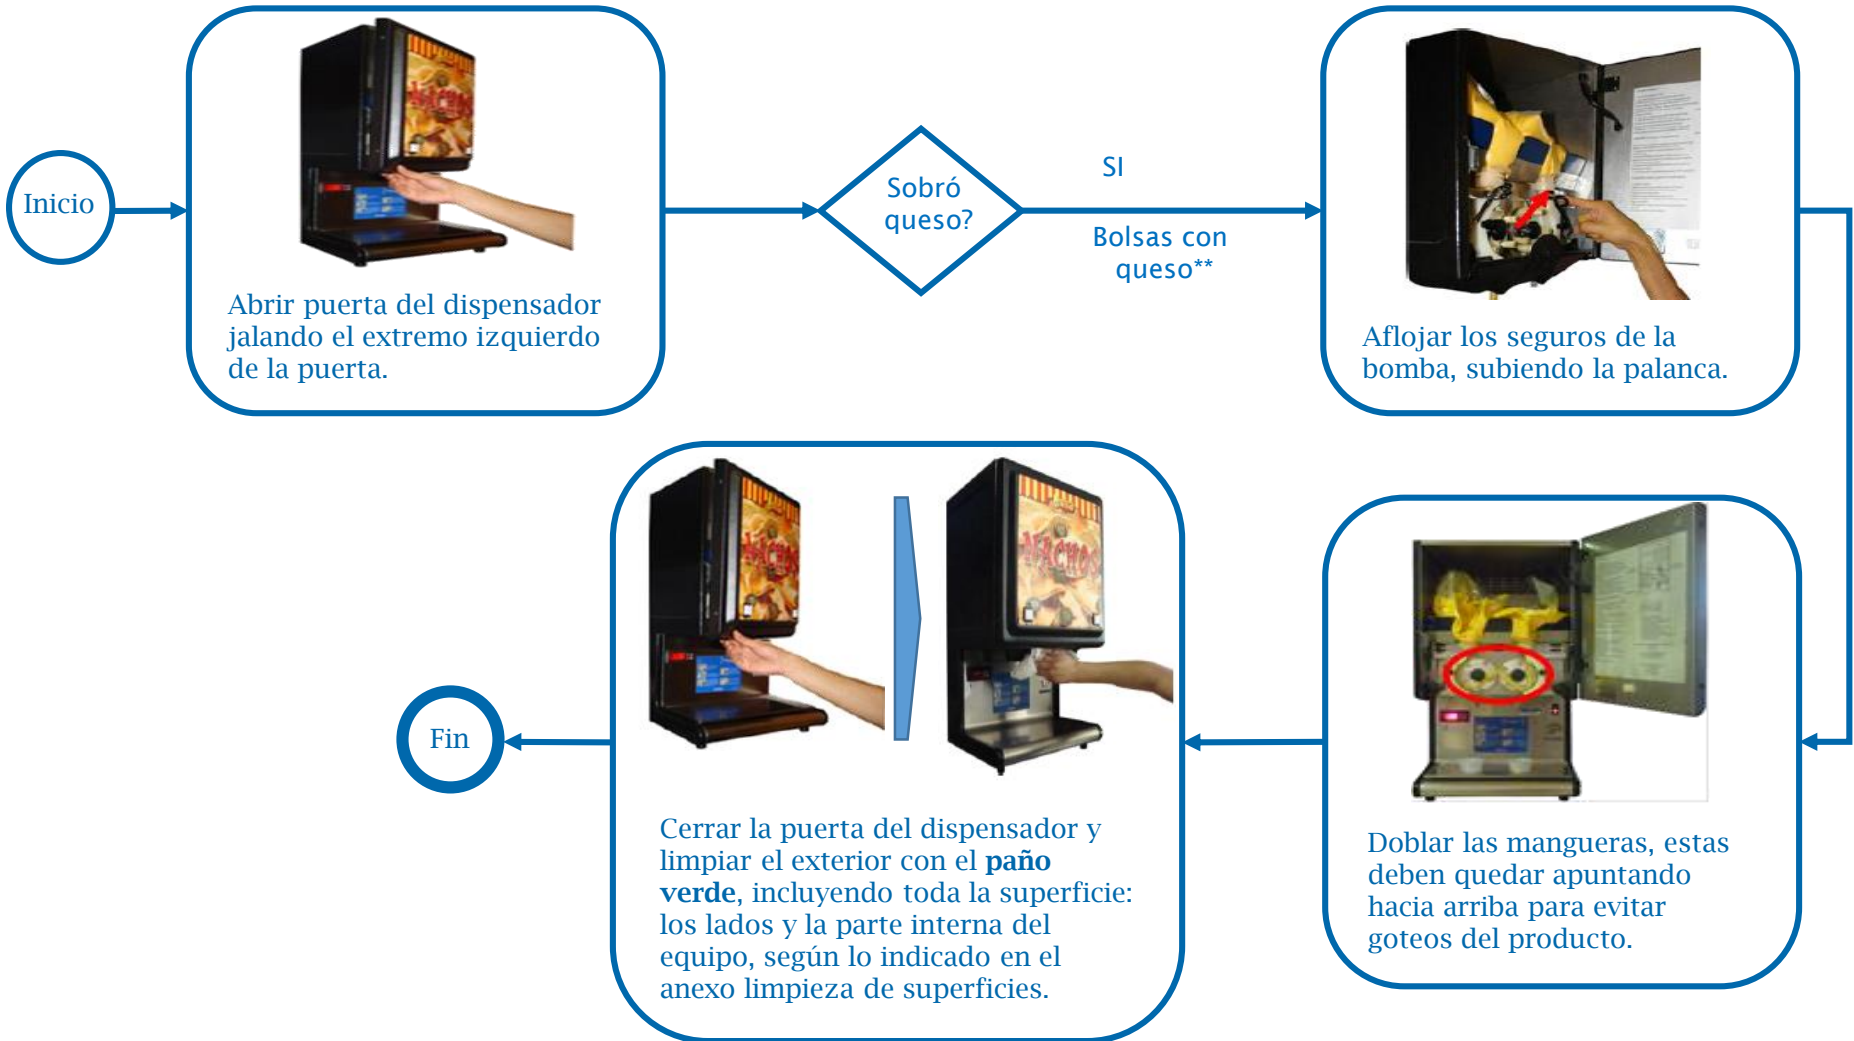 Inicio
NACHOS
Abrir puerta del dispensador
jalando el extremo izquierdo
de la puerta.
Sobró
queso?
SI
Bolsas con
queso**
Aflojar los seguros de la
bomba, subiendo la palanca.
Doblar las mangueras, estas
deben quedar apuntando
hacia arriba para evitar
goteos del producto.
NACHOS
NACHOS
Cerrar la puerta del dispensador y
limpiar el exterior con el paño
verde, incluyendo toda la superficie:
los lados y la parte interna del
equipo, según lo indicado en el
anexo limpieza de superficies.
Fin